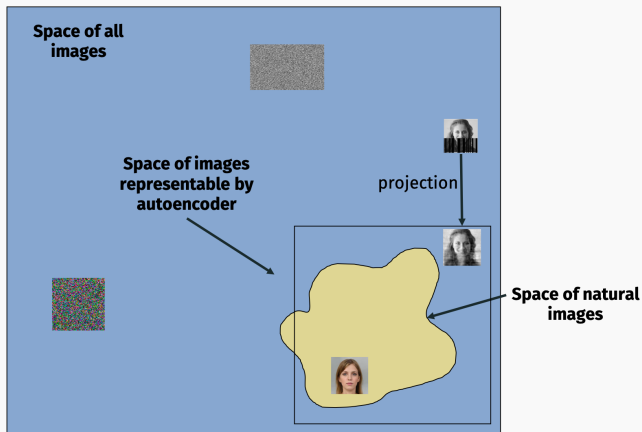 Space of all
images
Space of images
representable by
autoencoder
projection
Space of natural
images